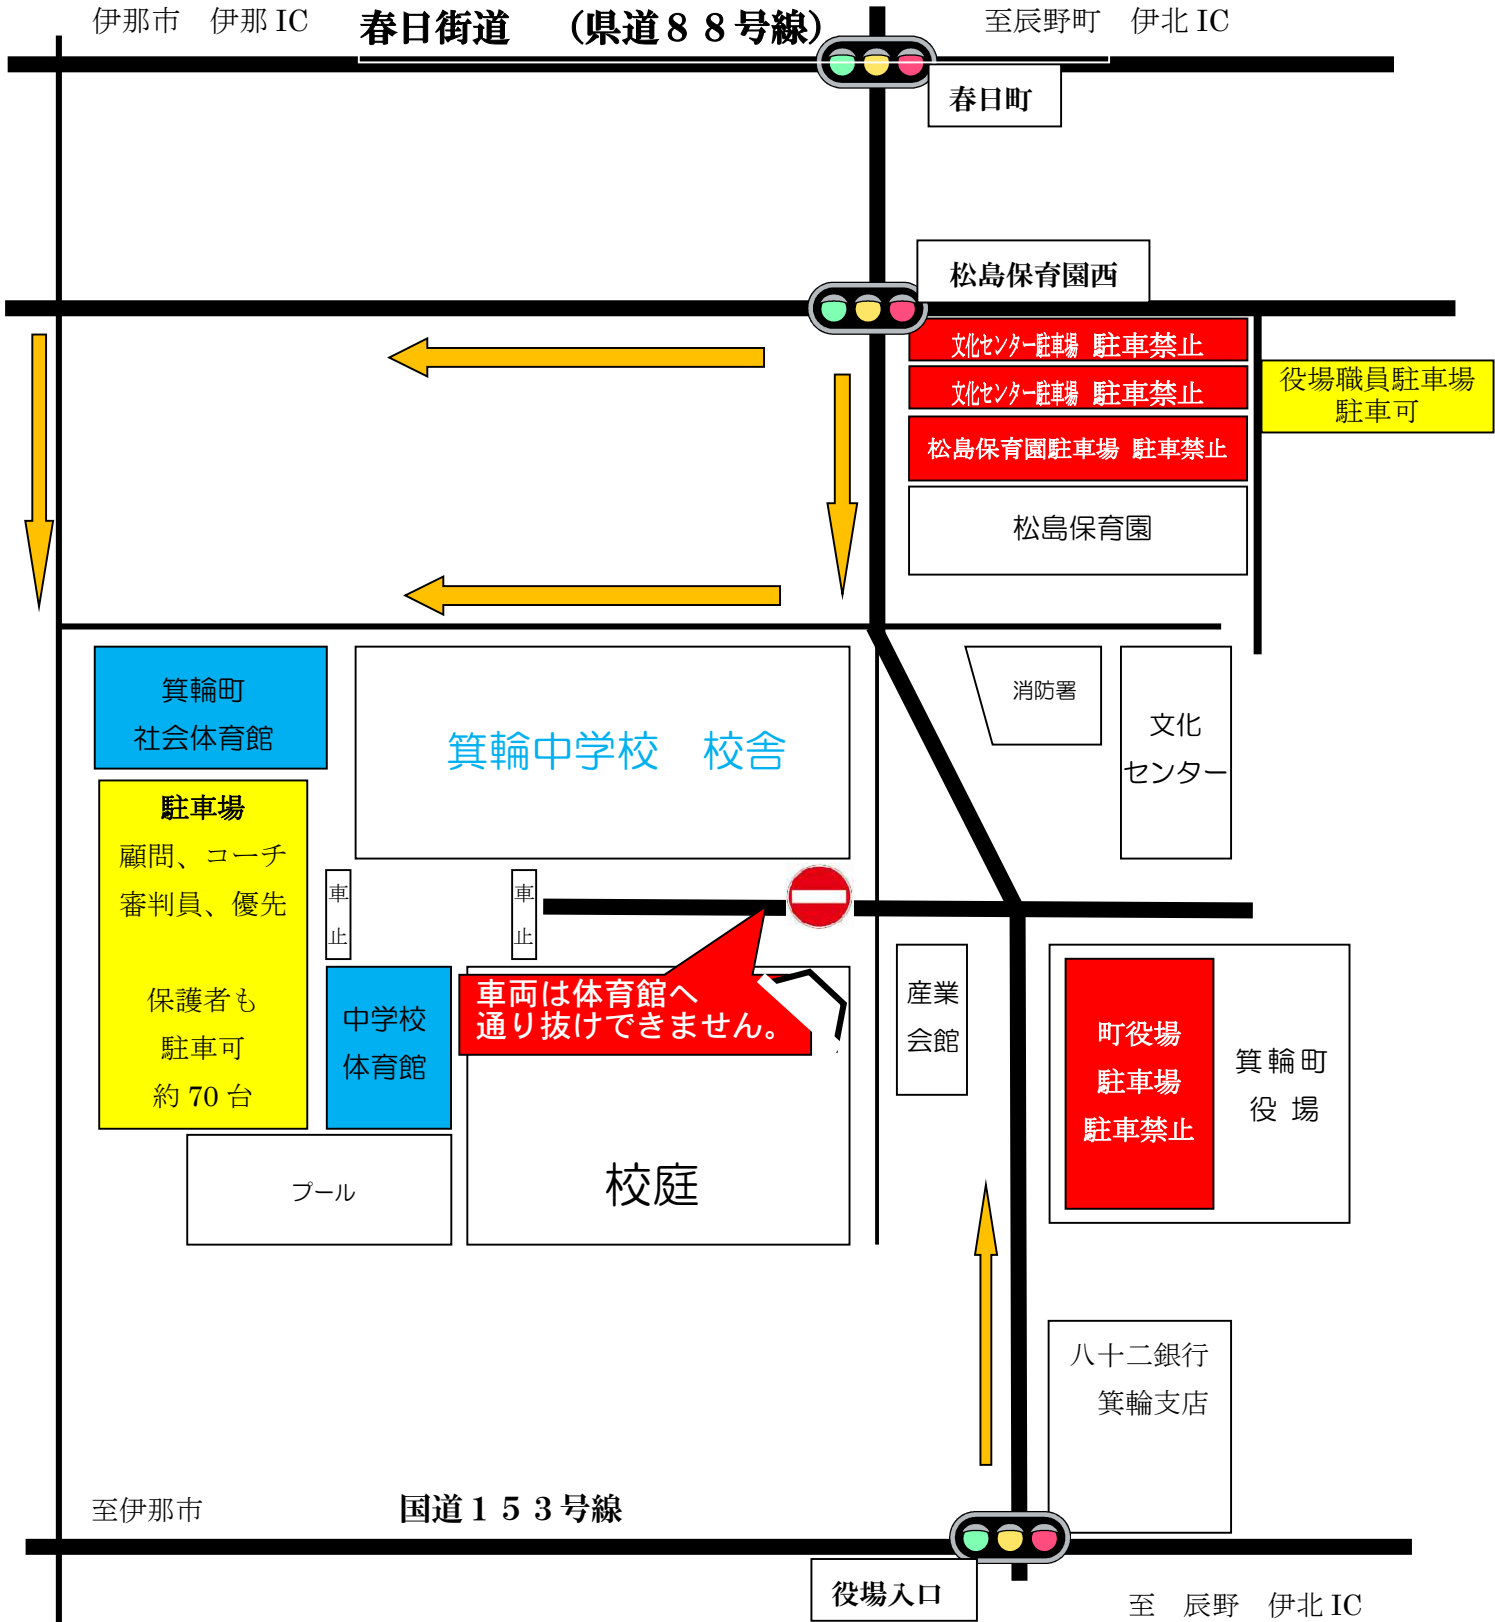 伊那市　伊那 IC
春日街道　（県道８８号線）
至辰野町　伊北 IC
春日町
松島保育園西
文化センター駐車場 駐車禁止
文化センター駐車場 駐車禁止
松島保育園駐車場 駐車禁止
役場職員駐車場
駐車可
松島保育園
箕輪町
社会体育館
箕輪中学校　校舎
消防署
文化
センター
駐車場
顧問、コーチ
審判員、優先
保護者も
駐車可
約 70 台
車
止
車
止
中学校
体育館
車両は体育館へ
通り抜けできません。
産業
会館
町役場
駐車場
駐車禁止
箕輪町
役 場
プール
校庭
八十二銀行
箕輪支店
至伊那市
国道１５３号線
役場入口
至　辰野　伊北 IC